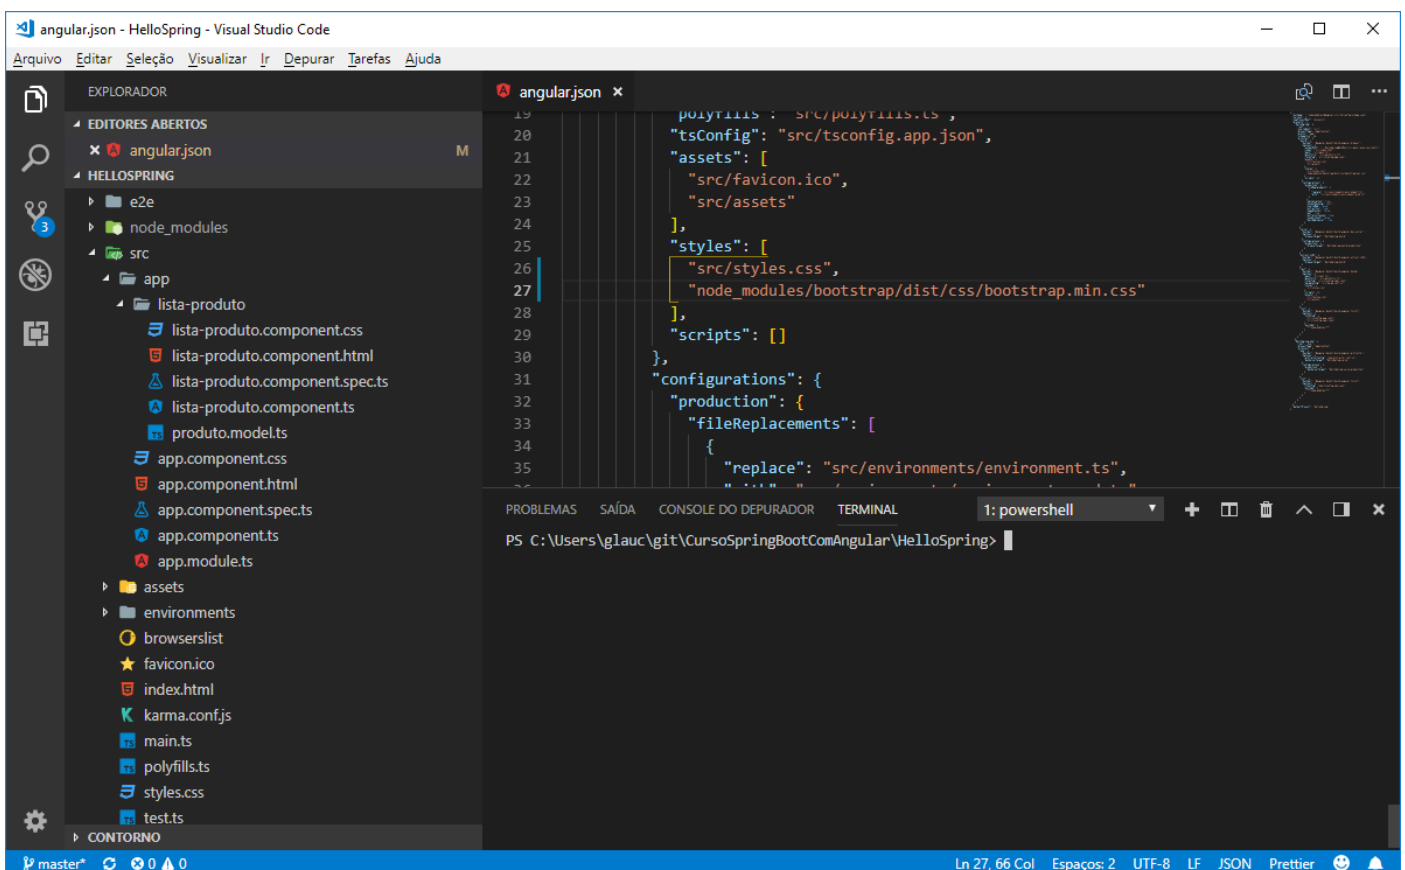 angular.json - HelloSpring - Visual Studio Code
Arquivo Editar Seleção Visualizar Ir Depurar Tarefas Ajuda
EXPLORADOR
EDITORES ABERTOS
angular.json M
HELLOSPRING
e2e
node_modules
src
app
lista-produto
lista-produto.component.css
lista-produto.component.html
lista-produto.component.spec.ts
lista-produto.component.ts
produto.model.ts
app.component.css
app.component.html
app.component.spec.ts
app.component.ts
app.module.ts
assets
environments
browserslist
favicon.ico
index.html
karma.conf.js
main.ts
polyfills.ts
styles.css
test.ts
CONTORNO
3
angular.json
19 "polyfills": "src/polyfills.ts",
20 "tsConfig": "src/tsconfig.app.json",
21 "assets": [
22 "src/favicon.ico",
23 "src/assets"
24 ],
25 "styles": [
26 "src/styles.css",
27 "node_modules/bootstrap/dist/css/bootstrap.min.css"
28 ],
29 "scripts": []
30 },
31 "configurations": {
32 "production": {
33 "fileReplacements": [
34 {
35 "replace": "src/environments/environment.ts",
PROBLEMAS SAÍDA CONSOLE DO DEPURADOR TERMINAL 1: powershell
PS C:\Users\glauc\git\CursoSpringBootComAngular\HelloSpring>
master* 0 0 Ln 27, 66 Col Espaços: 2 UTF-8 LF JSON Prettier